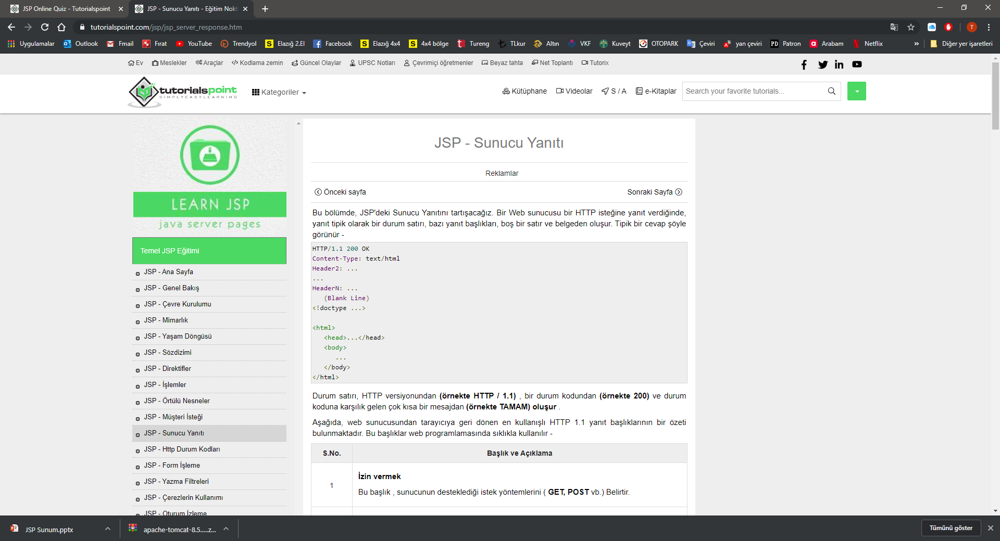 JSP Online Quiz - Tutorialspoint
JSP - Sunucu Yanıtı - Eğitim Nokt
tutorialspoint.com/jsp/jsp_server_response.htm
T
Uygulamalar Outlook Fmail Fırat YouTube Trendyol Elazığ 2.El Facebook Elazığ 4x4 4x4 bölge Tureng TLkur Altın VKF Kuveyt OTOPARK Çeviri yan çeviri Patron Arabam Netflix » Diğer yer işaretleri
Ev Meslekler Araçlar Kodlama zemin Güncel Olaylar UPSC Notları Çevrimiçi öğretmenler Beyaz tahta Net Toplantı Tutorix
tutorialspoint
SIMPLYEASYLEARNING
Kategoriler
Kütüphane Videolar S / A e-Kitaplar Search your favorite tutorials...
LEARN JSP
java server pages
Temel JSP Eğitimi
JSP - Ana Sayfa
JSP - Genel Bakış
JSP - Çevre Kurulumu
JSP - Mimarlık
JSP - Yaşam Döngüsü
JSP - Sözdizimi
JSP - Direktifler
JSP - İşlemler
JSP - Örtülü Nesneler
JSP - Müşteri İsteği
JSP - Sunucu Yanıtı
JSP - Http Durum Kodları
JSP - Form İşleme
JSP - Yazma Filtreleri
JSP - Çerezlerin Kullanımı
JSP - Oturum İzleme
JSP - Sunucu Yanıtı
Reklamlar
Önceki sayfa
Sonraki Sayfa
Bu bölümde, JSP'deki Sunucu Yanıtını tartışacağız. Bir Web sunucusu bir HTTP isteğine yanıt verdiğinde,
yanıt tipik olarak bir durum satırı, bazı yanıt başlıkları, boş bir satır ve belgeden oluşur. Tipik bir cevap şöyle
görünür -
HTTP/1.1 200 OK
Content-Type: text/html
Header2: ...
...
HeaderN: ...
(Blank Line)
<!doctype ...>
<html>
<head>...</head>
<body>
...
</body>
</html>
Durum satırı, HTTP versiyonundan (örnekte HTTP / 1.1) , bir durum kodundan (örnekte 200) ve durum
koduna karşılık gelen çok kısa bir mesajdan (örnekte TAMAM) oluşur .
Aşağıda, web sunucusundan tarayıcıya geri dönen en kullanışlı HTTP 1.1 yanıt başlıklarının bir özeti
bulunmaktadır. Bu başlıklar web programlamasında sıklıkla kullanılır -
S.No. Başlık ve Açıklama
1
İzin vermek
Bu başlık , sunucunun desteklediği istek yöntemlerini ( GET, POST vb.) Belirtir.
JSP Sunum.pptx
apache-tomcat-8.5.....z...
Tümünü göster